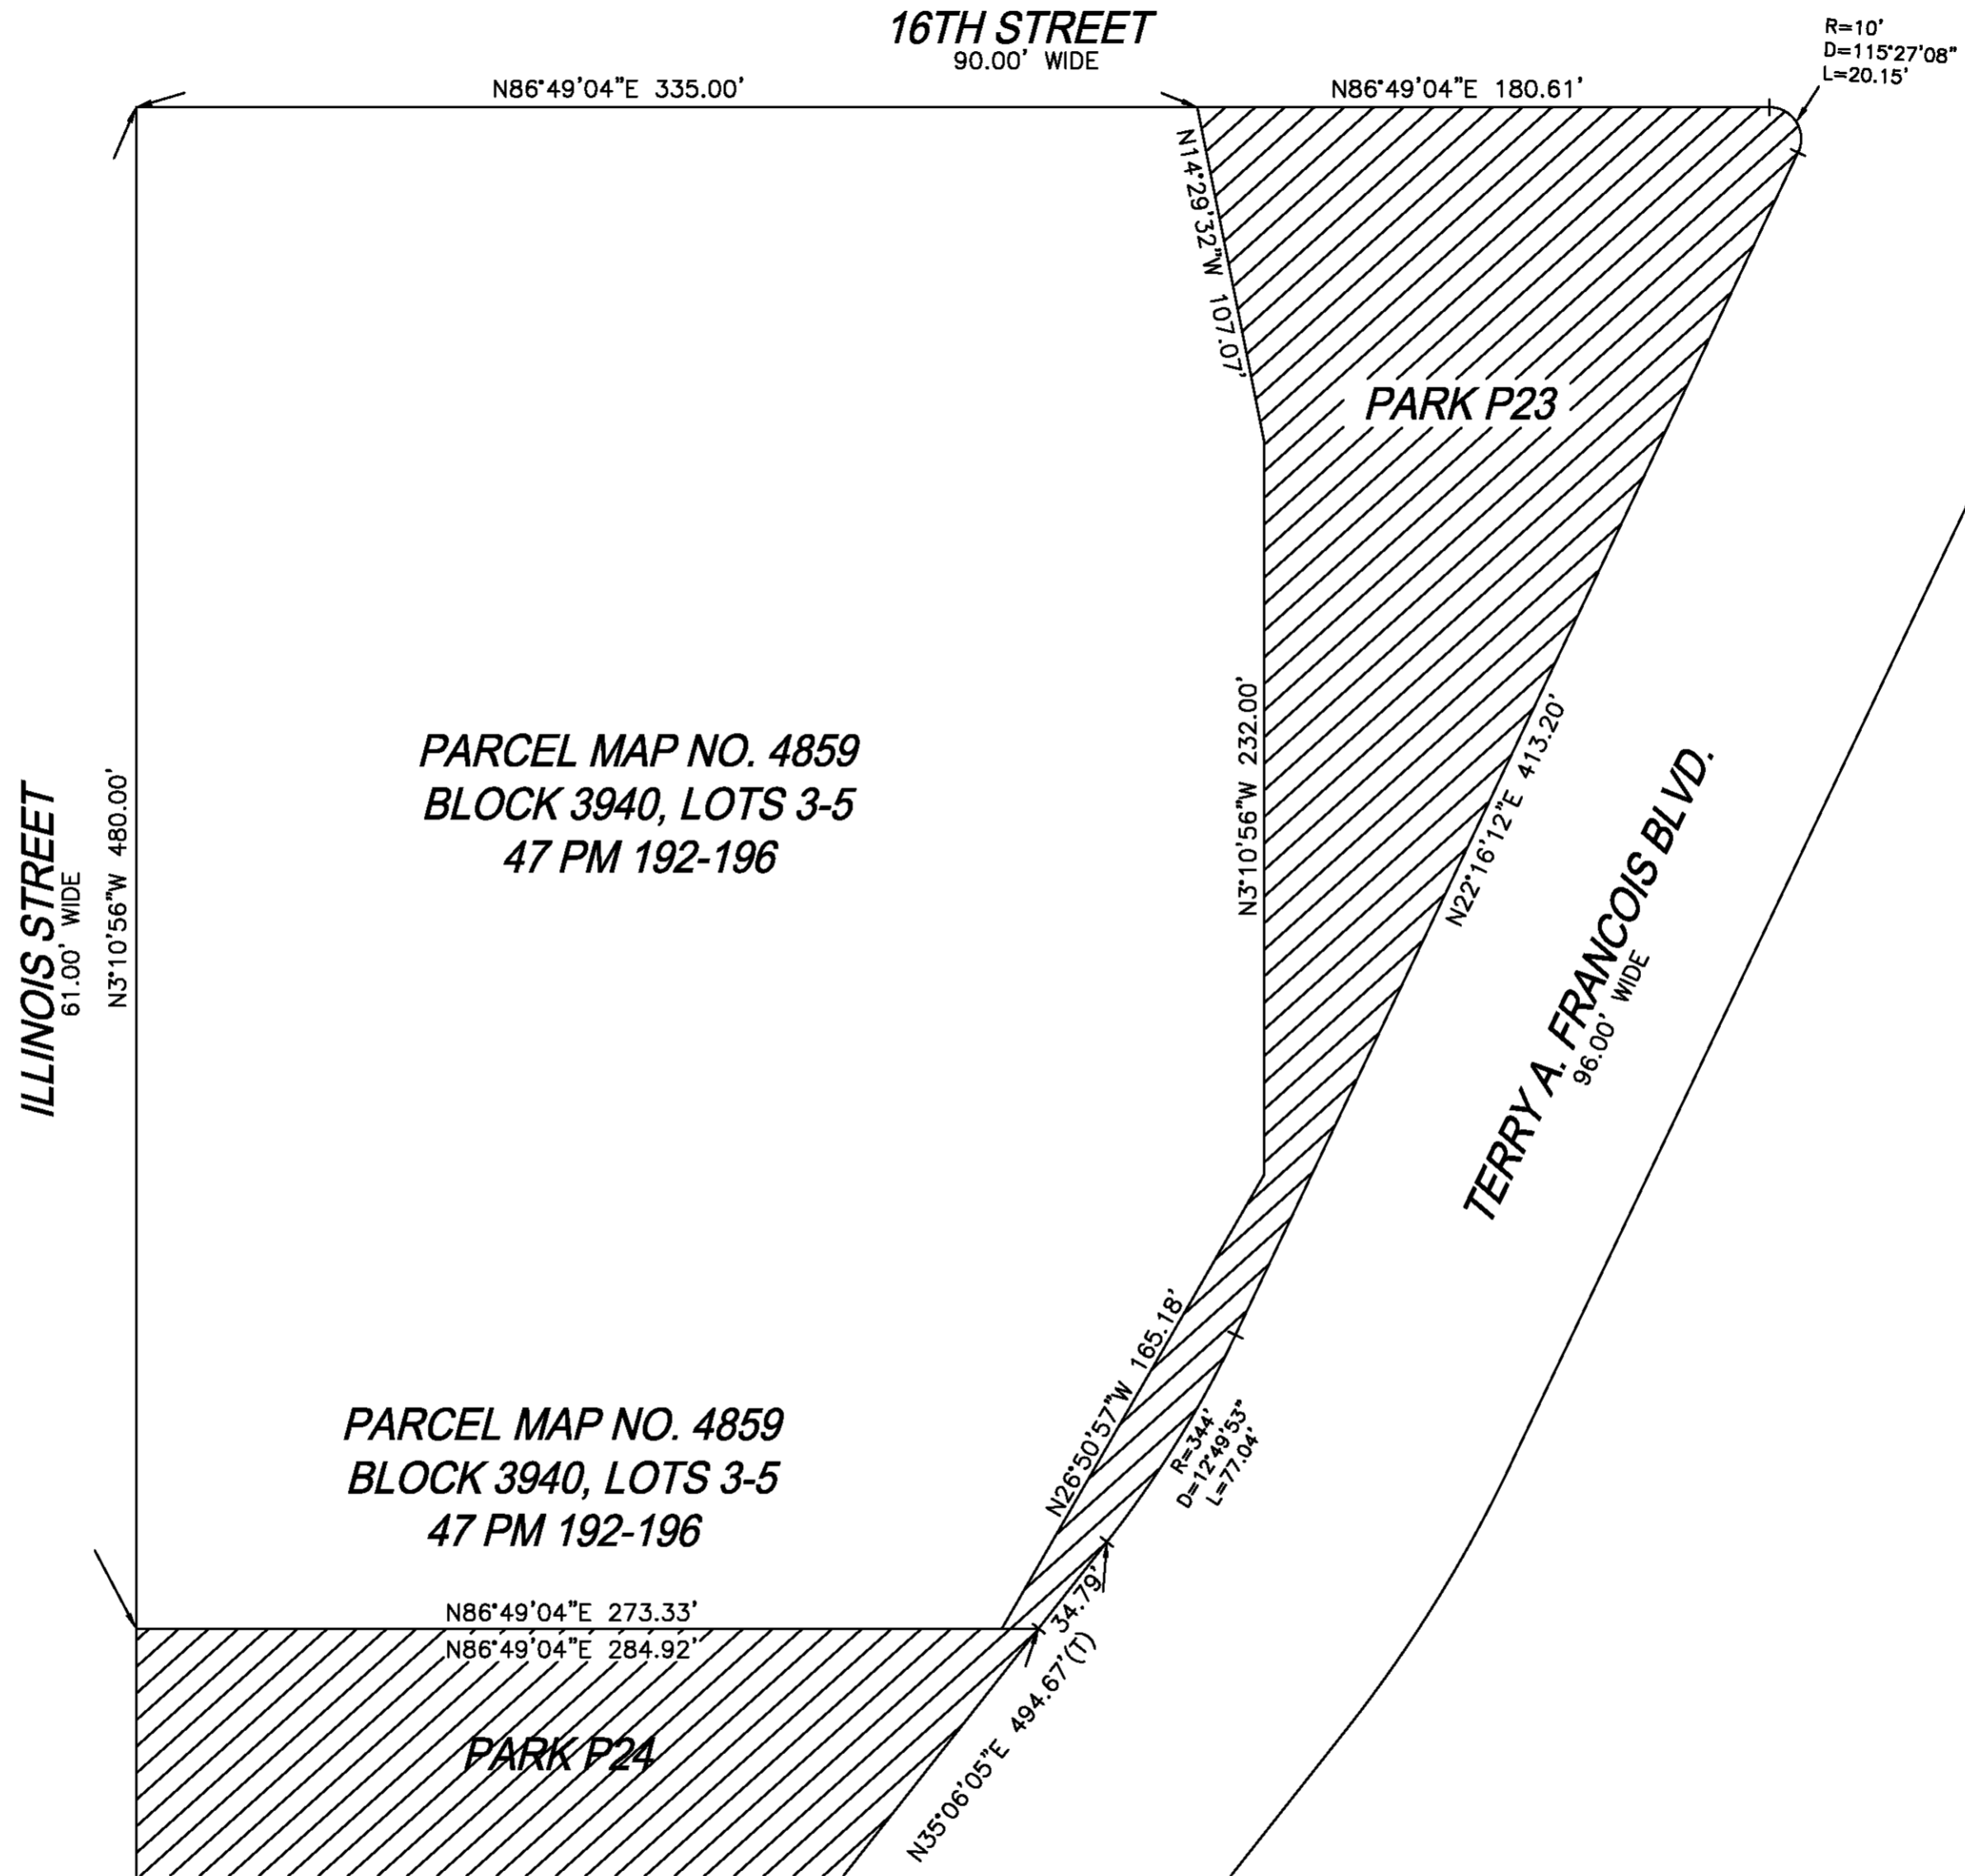 16TH STREET
90.00' WIDE
R=10'
D=115°27'08"
L=20.15'
N86°49'04"E 335.00'
N86°49'04"E 180.61'
N14°29'32"W 107.07'
PARK P23
N3°10'56"W 232.00'
N22°16'12"E 413.20'
PARCEL MAP NO. 4859
BLOCK 3940, LOTS 3-5
47 PM 192-196
ILLINOIS STREET
61.00' WIDE
N3°10'56"W 480.00'
TERRY A. FRANCOIS BLVD.
96.00' WIDE
N26°50'57"W 165.18'
R=344'
D=12°49'53"
L=77.04'
PARCEL MAP NO. 4859
BLOCK 3940, LOTS 3-5
47 PM 192-196
34.79'
N86°49'04"E 273.33'
N86°49'04"E 284.92'
N35°06'05"E 494.67'(T)
PARK P24